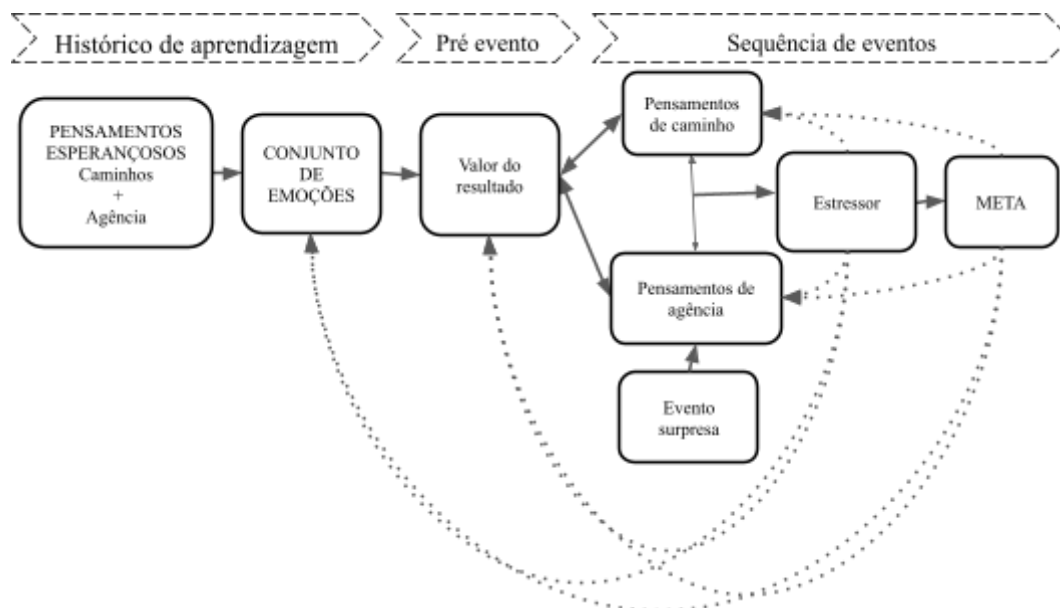 Histórico de aprendizagem
Pré evento
Sequência de eventos
PENSAMENTOS
ESPERANÇOSOS
Caminhos
+
Agência
CONJUNTO
DE
EMOÇÕES
Valor do
resultado
Pensamentos
de caminho
Estressor
META
Pensamentos de
agência
Evento
surpresa